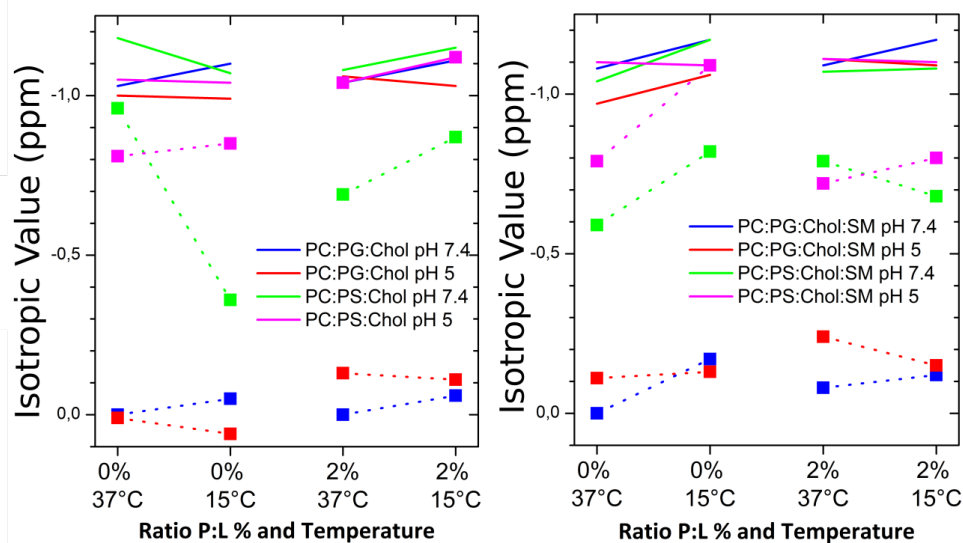 Isotropic Value (ppm)
-1,0
-0,5
0,0
PC:PG:Chol pH 7.4
PC:PG:Chol pH 5
PC:PS:Chol pH 7.4
PC:PS:Chol pH 5
0% 0% 2% 2%
37°C 15°C 37°C 15°C
Ratio P:L % and Temperature
Isotropic Value (ppm)
-1,0
-0,5
0,0
PC:PG:Chol:SM pH 7.4
PC:PG:Chol:SM pH 5
PC:PS:Chol:SM pH 7.4
PC:PS:Chol:SM pH 5
0% 0% 2% 2%
37°C 15°C 37°C 15°C
Ratio P:L % and Temperature